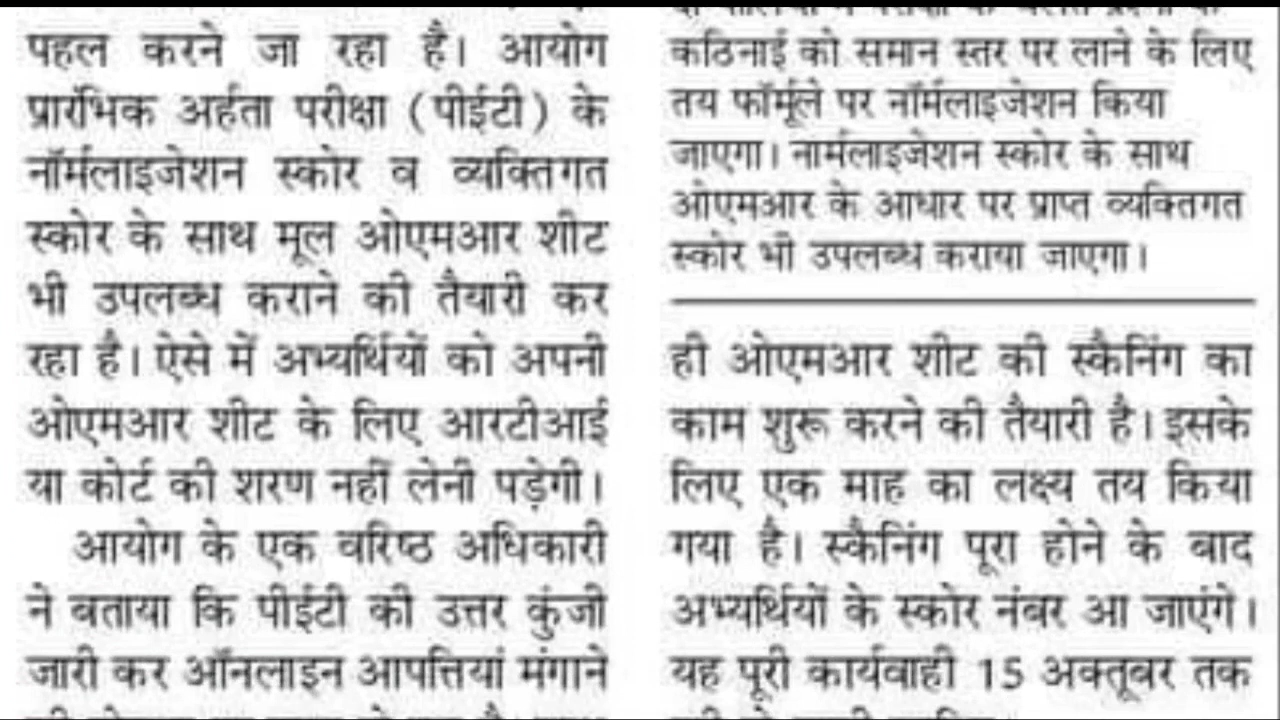 पहल करने जा रहा है। आयोग
प्रारंभिक अर्हता परीक्षा (पीईटी) के
नॉर्मलाइजेशन स्कोर व व्यक्तिगत
स्कोर के साथ मूल ओएमआर शीट
भी उपलब्ध कराने की तैयारी कर
रहा है। ऐसे में अभ्यर्थियों को अपनी
ओएमआर शीट के लिए आरटीआई
या कोर्ट की शरण नहीं लेनी पड़ेगी।
आयोग के एक वरिष्ठ अधिकारी
ने बताया कि पीईटी की उत्तर कुंजी
जारी कर ऑनलाइन आपत्तियां मंगाने
कठिनाई को समान स्तर पर लाने के लिए
तय फॉर्मूले पर नॉर्मलाइजेशन किया
जाएगा। नार्मलाइजेशन स्कोर के साथ
ओएमआर के आधार पर प्राप्त व्यक्तिगत
स्कोर भी उपलब्ध कराया जाएगा।
ही ओएमआर शीट की स्कैनिंग का
काम शुरू करने की तैयारी है। इसके
लिए एक माह का लक्ष्य तय किया
गया है। स्कैनिंग पूरा होने के बाद
अभ्यर्थियों के स्कोर नंबर आ जाएंगे।
यह पूरी कार्यवाही 15 अक्तूबर तक